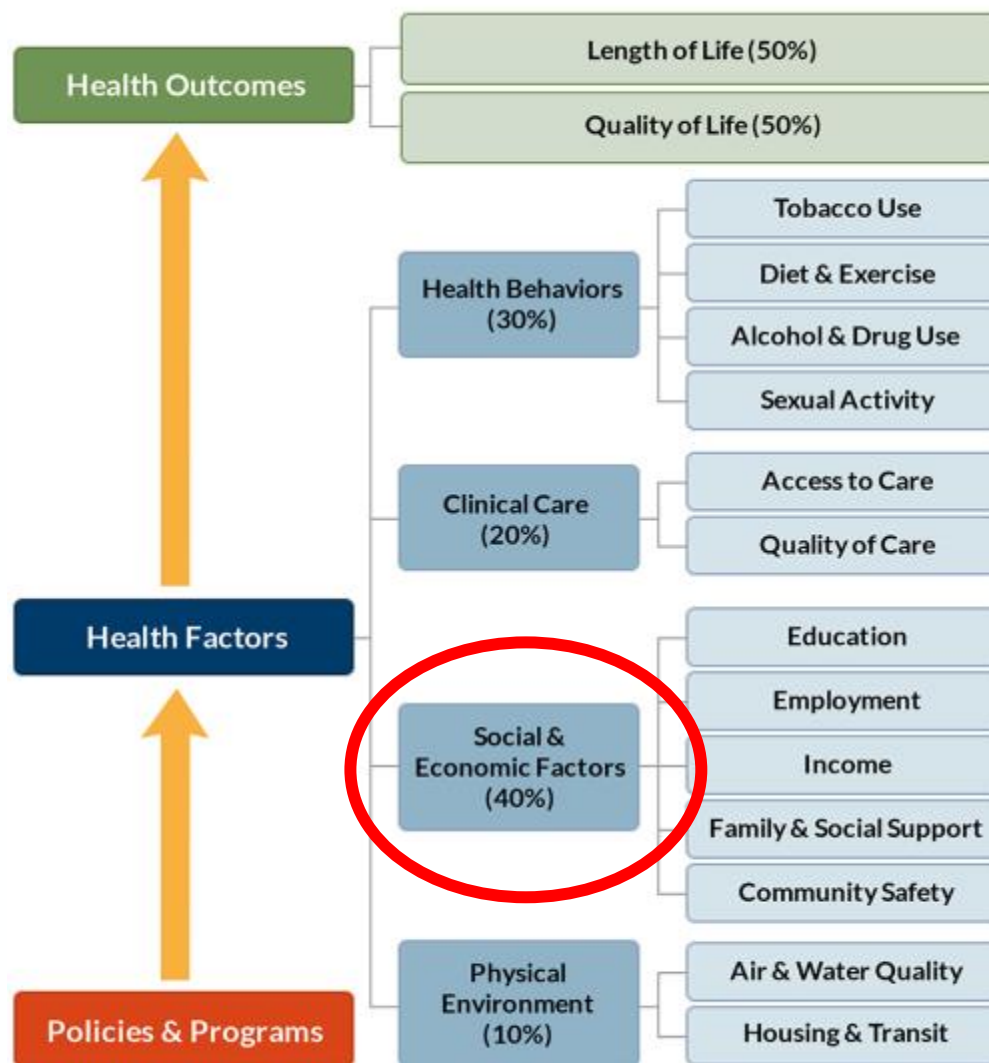 Health Outcomes
Length of Life (50%)
Quality of Life (50%)
Health Behaviors
(30%)
Tobacco Use
Diet & Exercise
Alcohol & Drug Use
Sexual Activity
Clinical Care
(20%)
Access to Care
Quality of Care
Health Factors
Social &
Economic Factors
(40%)
Education
Employment
Income
Family & Social Support
Community Safety
Physical
Environment
(10%)
Air & Water Quality
Housing & Transit
Policies & Programs